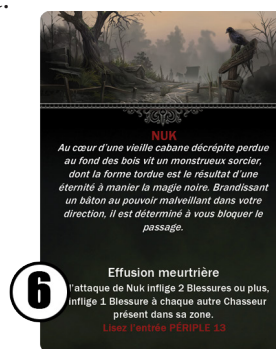 NUK
Au cœur d'une vieille cabane décrépite perdue
au fond des bois vit un monstrueux sorcier,
dont la forme tordue est le résultat d'une
éternité à manier la magie noire. Brandissant
un bâton au pouvoir malveillant dans votre
direction, il est déterminé à vous bloquer le
passage.
Effusion meurtrière
l'attaque de Nuk inflige 2 Blessures ou plus,
inflige 1 Blessure à chaque autre Chasseur
présent dans sa zone.
Lisez l'entrée PÉRIPLE 13
6